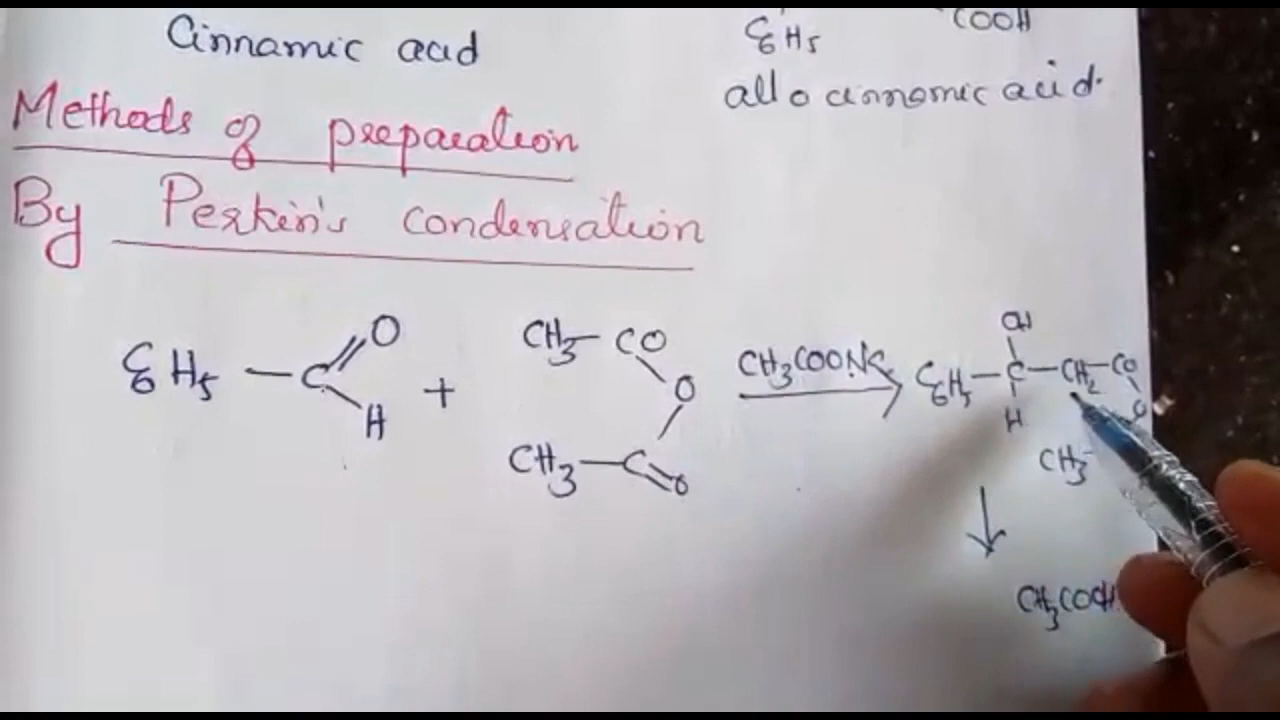 C6H5
COOH
Cinnamic acid
allo cinnamic acid.
Methods of preparation
By Perkin's condensation
C6H5 — C O H + CH3 — CO O CH3 — C = O
CH3COONa
C6H5 — C — CH2 — CO
OH
H
O
CH3
CH3COOH